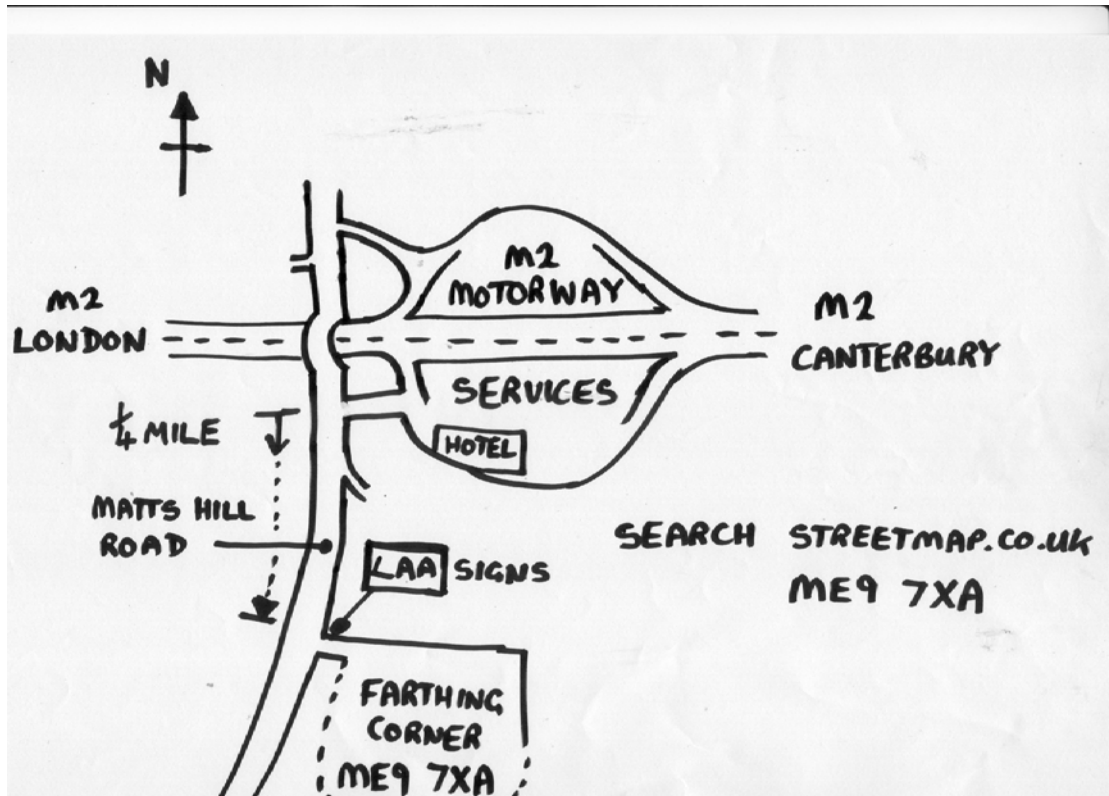 N
M2
MOTORWAY
M2
LONDON
M2
CANTERBURY
SERVICES
¼ MILE
HOTEL
MATTS HILL
ROAD
SEARCH STREETMAP.CO.UK
ME9 7XA
LAA SIGNS
FARTHING
CORNER
ME9 7XA